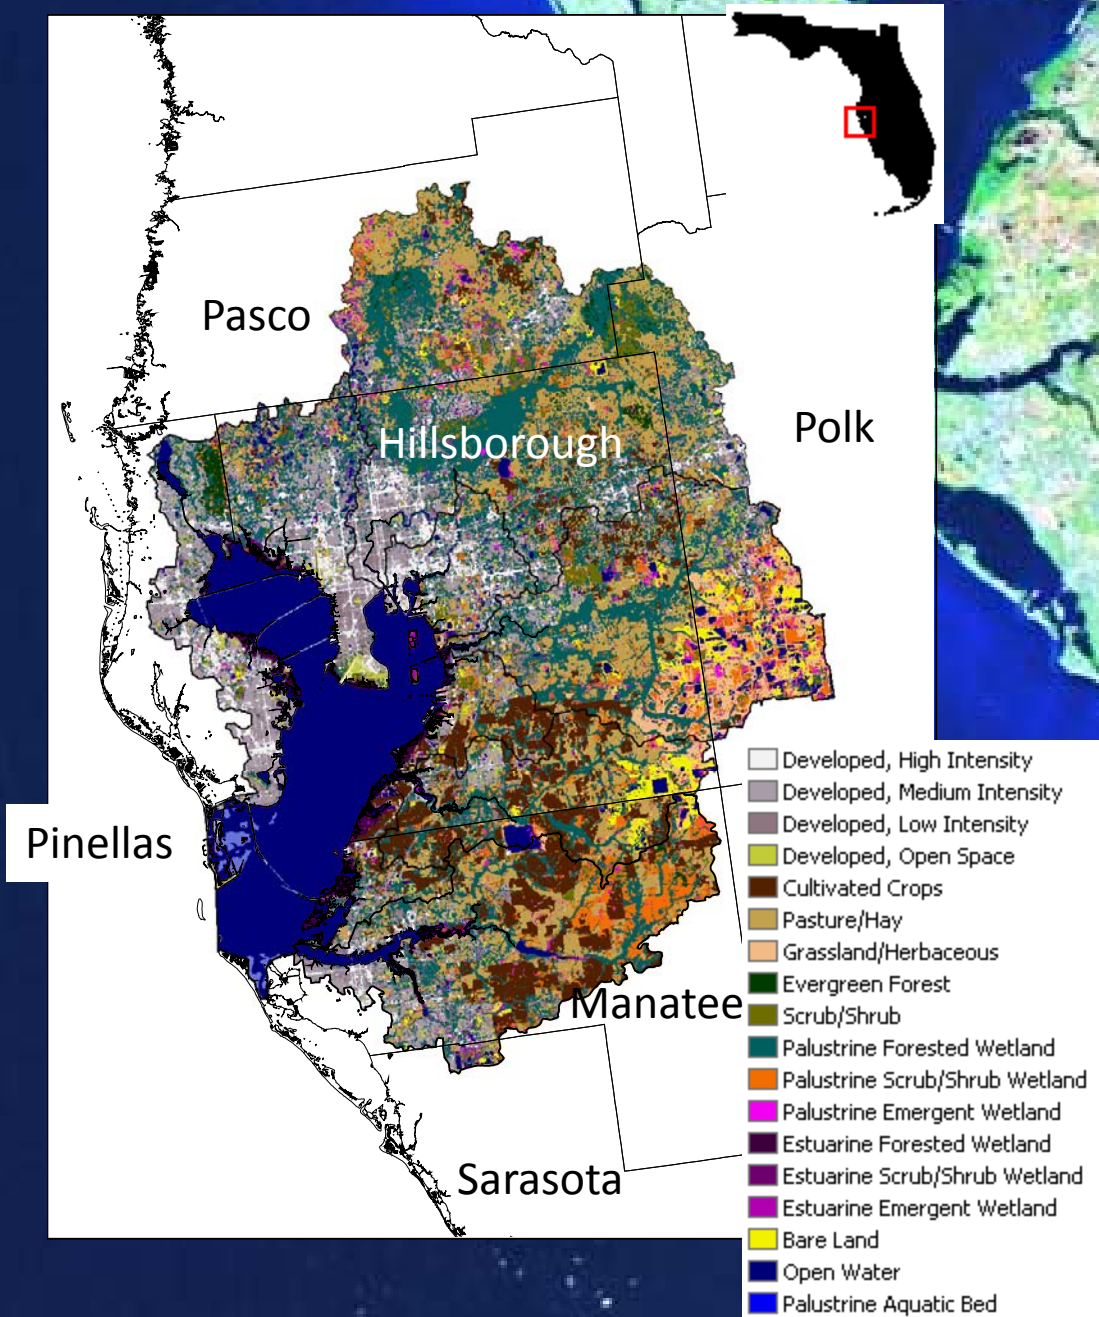 Pasco
Polk
Hillsborough
Pinellas
Manatee
Sarasota
Developed, High Intensity
Developed, Medium Intensity
Developed, Low Intensity
Developed, Open Space
Cultivated Crops
Pasture/Hay
Grassland/Herbaceous
Evergreen Forest
Scrub/Shrub
Palustrine Forested Wetland
Palustrine Scrub/Shrub Wetland
Palustrine Emergent Wetland
Estuarine Forested Wetland
Estuarine Scrub/Shrub Wetland
Estuarine Emergent Wetland
Bare Land
Open Water
Palustrine Aquatic Bed